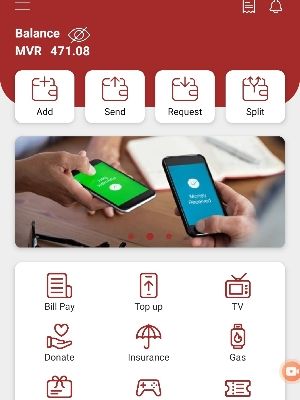 Balance
MVR 471.08
Add
Send
Request
Split
Money
Received
Bill Pay
Top up
TV
Donate
Insurance
Gas